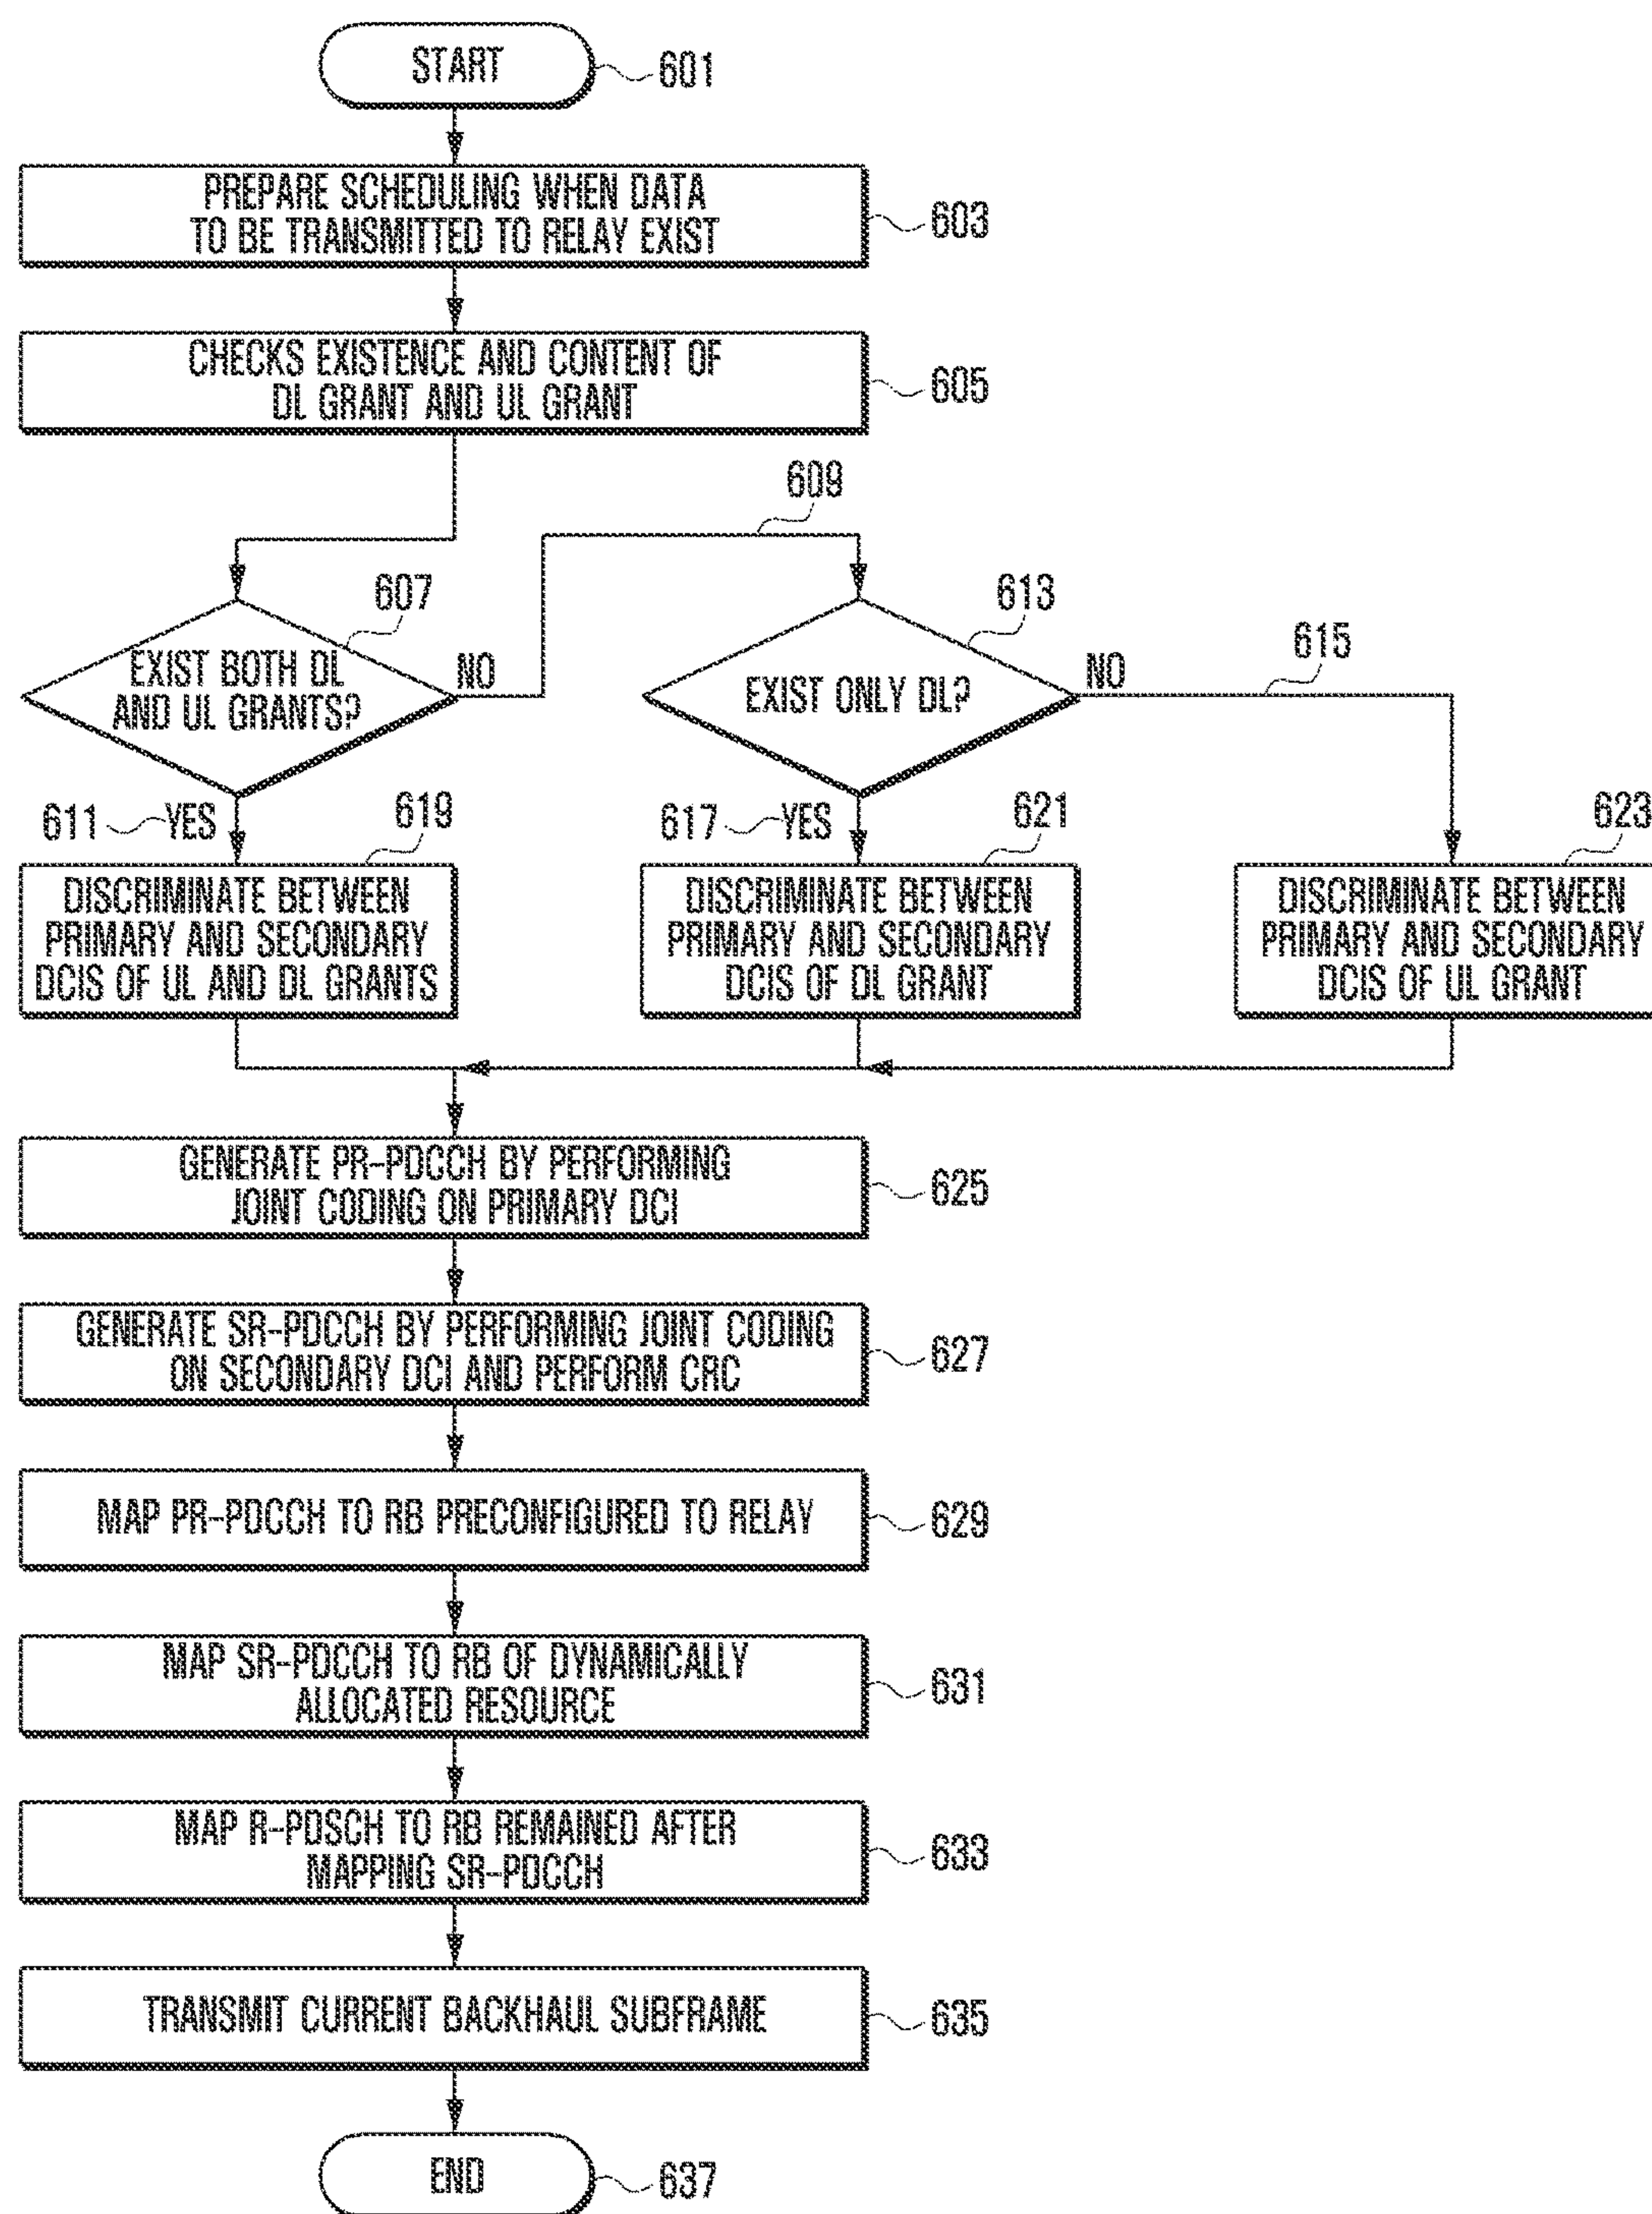 START
601
PREPARE SCHEDULING WHEN DATA
TO BE TRANSMITTED TO RELAY EXIST
603
CHECKS EXISTENCE AND CONTENT OF
DL GRANT AND UL GRANT
605
609
607
613
615
EXIST BOTH DL
AND UL GRANTS?
NO
EXIST ONLY DL?
NO
611
YES
619
617
YES
621
623
DISCRIMINATE BETWEEN
PRIMARY AND SECONDARY
DCIS OF UL AND DL GRANTS
DISCRIMINATE BETWEEN
PRIMARY AND SECONDARY
DCIS OF DL GRANT
DISCRIMINATE BETWEEN
PRIMARY AND SECONDARY
DCIS OF UL GRANT
GENERATE PR-PDCCH BY PERFORMING
JOINT CODING ON PRIMARY DCI
625
GENERATE SR-PDCCH BY PERFORMING JOINT CODING
ON SECONDARY DCI AND PERFORM CRC
627
MAP PR-PDCCH TO RB PRECONFIGURED TO RELAY
629
MAP SR-PDCCH TO RB OF DYNAMICALLY
ALLOCATED RESOURCE
631
MAP R-PDSCH TO RB REMAINED AFTER
MAPPING SR-PDCCH
633
TRANSMIT CURRENT BACKHAUL SUBFRAME
635
END
637